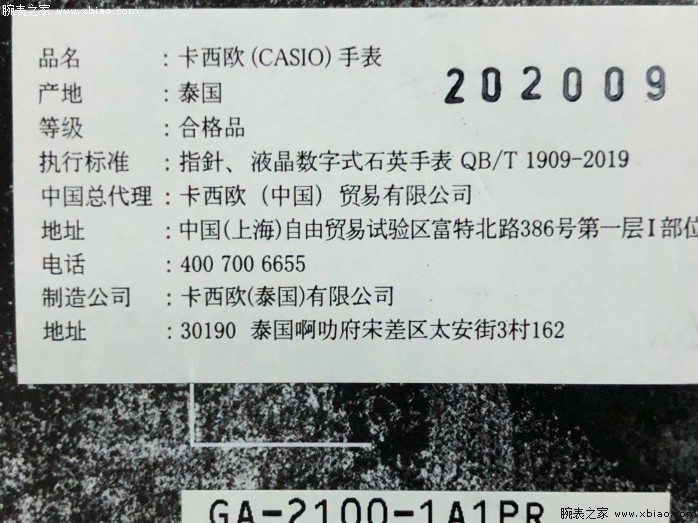 腕表之家 www.xbiao.com
品名 : 卡西欧(CASIO)手表
202009
产地 : 泰国
等级 : 合格品
执行标准 : 指針、液晶数字式石英手表 QB/T 1909-2019
中国总代理 : 卡西欧（中国）贸易有限公司
地址 : 中国(上海)自由贸易试验区富特北路386号第一层I部位
电话 : 400 700 6655
制造公司 : 卡西欧(泰国)有限公司
地址 : 30190 泰国啊叻府宋差区太安街3村162
GA-2100-1A1PR
腕表之家 www.xbiao.com